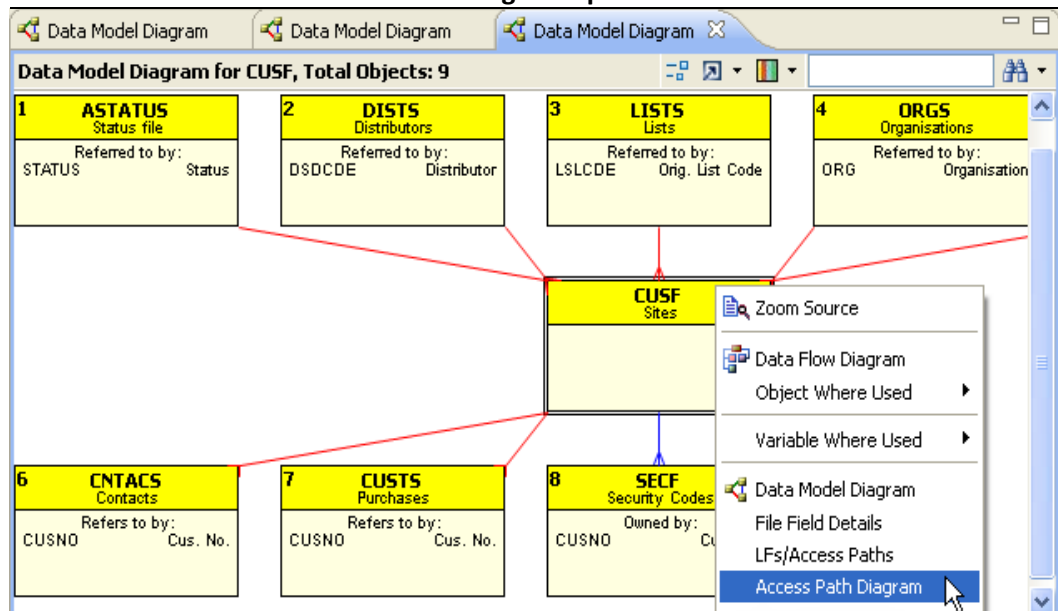 Data Model Diagram
Data Model Diagram
Data Model Diagram
Data Model Diagram for CUSF, Total Objects: 9
1 ASTATUS
Status file
Referred to by:
STATUS Status
2 DISTS
Distributors
Referred to by:
DSDCDE Distributor
3 LISTS
Lists
Referred to by:
LSLCDE Orig. List Code
4 ORGS
Organisations
Referred to by:
ORG Organisation
CUSF
Sites
Zoom Source
Data Flow Diagram
Object Where Used
Variable Where Used
Data Model Diagram
File Field Details
LFs/Access Paths
Access Path Diagram
6 CNTACS
Contacts
Refers to by:
CUSNO Cus. No.
7 CUSTS
Purchases
Refers to by:
CUSNO Cus. No.
8 SECF
Security Codes
Owned by:
CUSNO